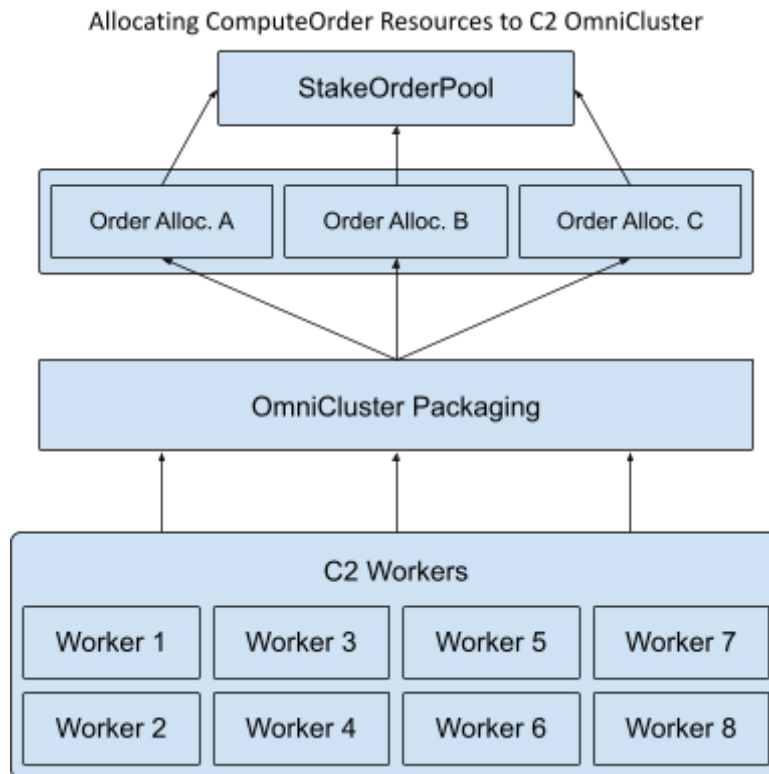 Allocating ComputeOrder Resources to C2 OmniCluster
StakeOrderPool
Order Alloc. A
Order Alloc. B
Order Alloc. C
OmniCluster Packaging
C2 Workers
Worker 1
Worker 3
Worker 5
Worker 7
Worker 2
Worker 4
Worker 6
Worker 8